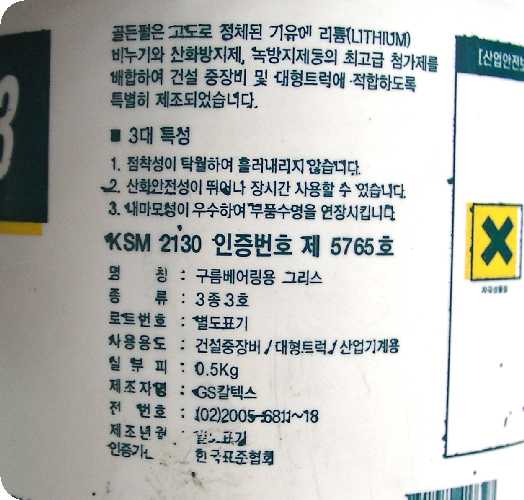 골든펄은 고도로 정체된 기유에 리튬(LITHIUM)
비누기와 산화방지제, 녹방지제등의 최고급 첨가제를
배합하여 건설 중장비 및 대형트럭에 적합하도록
특별히 제조되었습니다.
■ 3대 특성
1. 점착성이 탁월하여 흘러내리지 않습니다.
2. 산화안전성이 뛰어나 장시간 사용할 수 있습니다.
3. 내마모성이 우수하여 부품수명을 연장시킵니다
KSM 2130 인증번호 제 5765호
명 칭 : 구름베어링용 그리스
종 류 : 3종 3호
로트번호 : 별도표기
사용용도 : 건설중장비 / 대형트럭 / 산업기계용
실 부 피 : 0.5Kg
제조자명 : GS칼텍스
전 화번호 : (02)2005-6811~18
제조년월 : 별도표기
인증기관 : 한국표준협회
[산업안전보
3